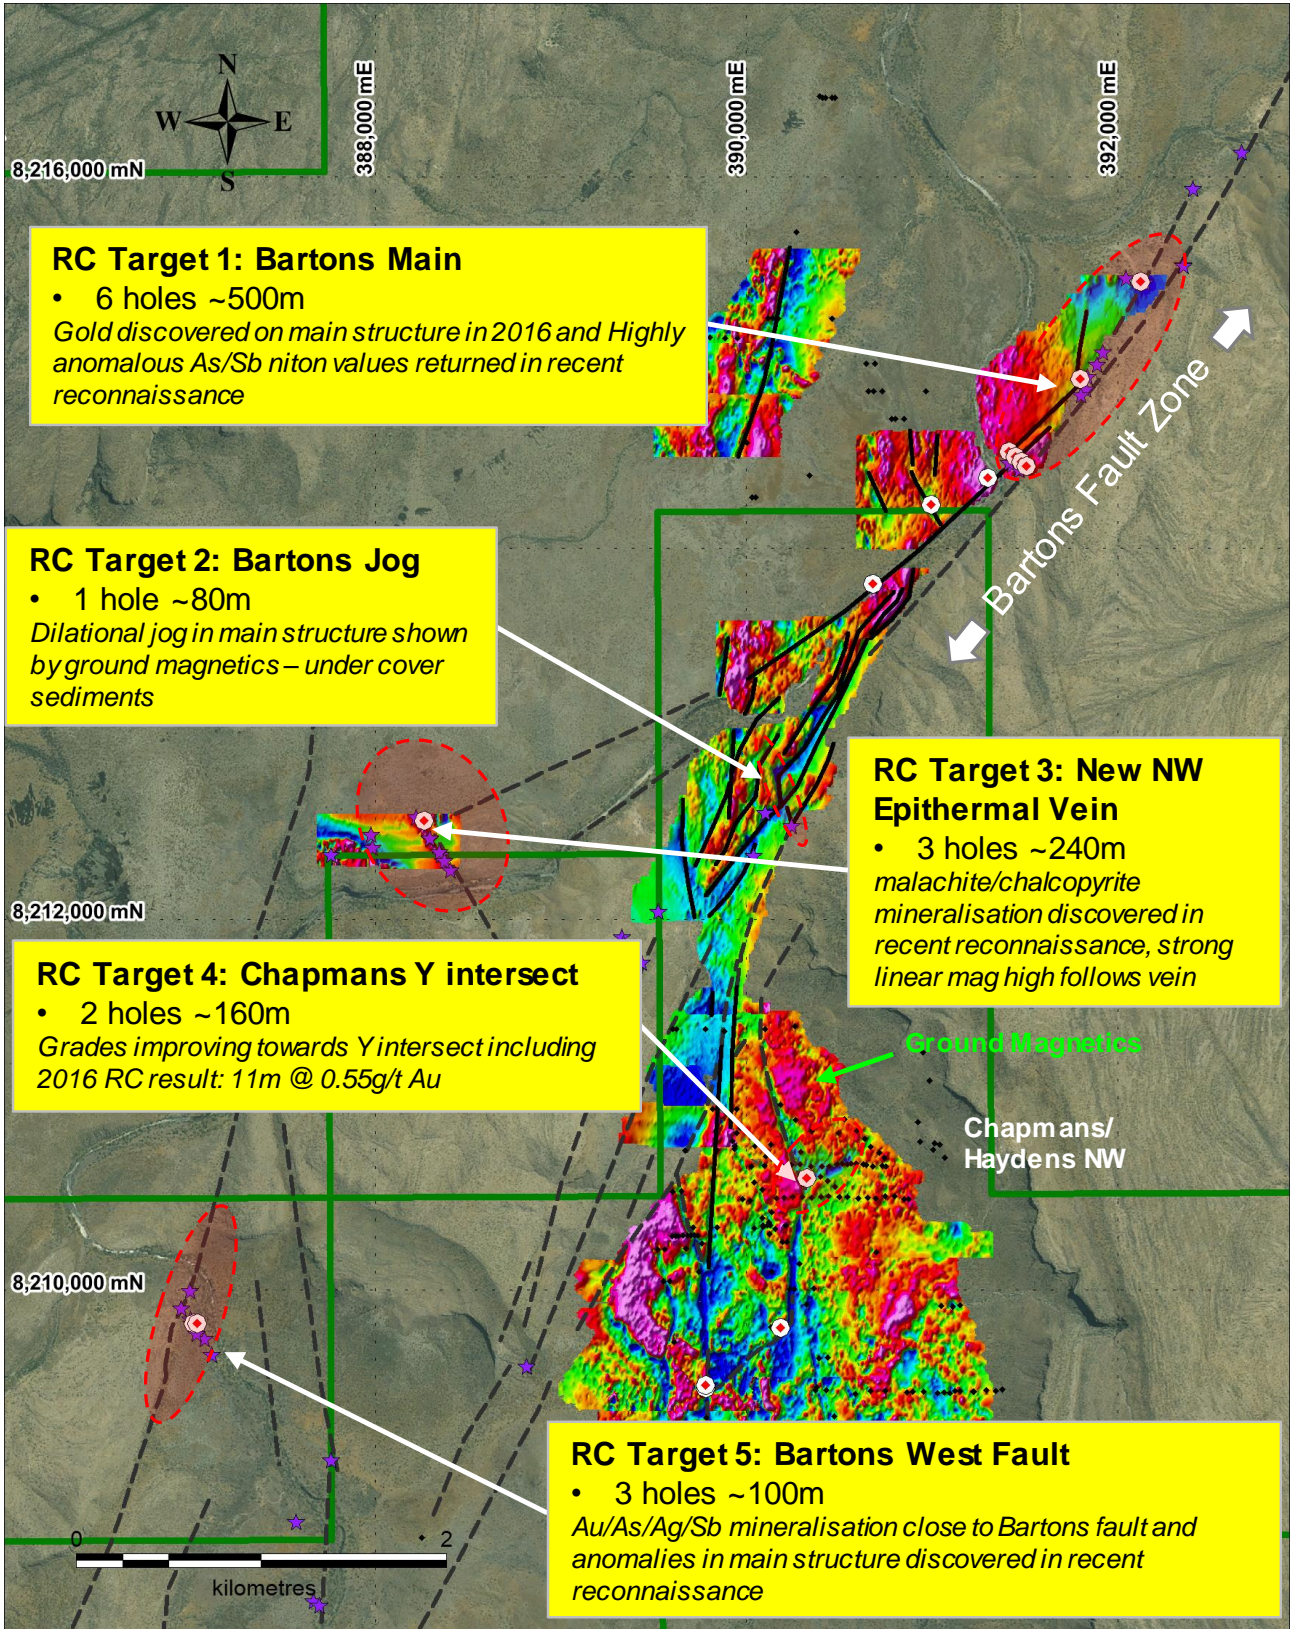 N
W
E
S
388,000 mE
390,000 mE
392,000 mE
8,216,000 mN
RC Target 1: Bartons Main
• 6 holes ~500m
Gold discovered on main structure in 2016 and Highly
anomalous As/Sb niton values returned in recent
reconnaissance
Bartons Fault Zone
RC Target 2: Bartons Jog
• 1 hole ~80m
Dilational jog in main structure shown
by ground magnetics – under cover
sediments
RC Target 3: New NW
Epithermal Vein
• 3 holes ~240m
malachite/chalcopyrite
mineralisation discovered in
recent reconnaissance, strong
linear mag high follows vein
8,212,000 mN
RC Target 4: Chapmans Y intersect
• 2 holes ~160m
Grades improving towards Y intersect including
2016 RC result: 11m @ 0.55g/t Au
Ground Magnetics
Chapmans/
Haydens NW
8,210,000 mN
RC Target 5: Bartons West Fault
• 3 holes ~100m
Au/As/Ag/Sb mineralisation close to Bartons fault and
anomalies in main structure discovered in recent
reconnaissance
0
2
kilometres